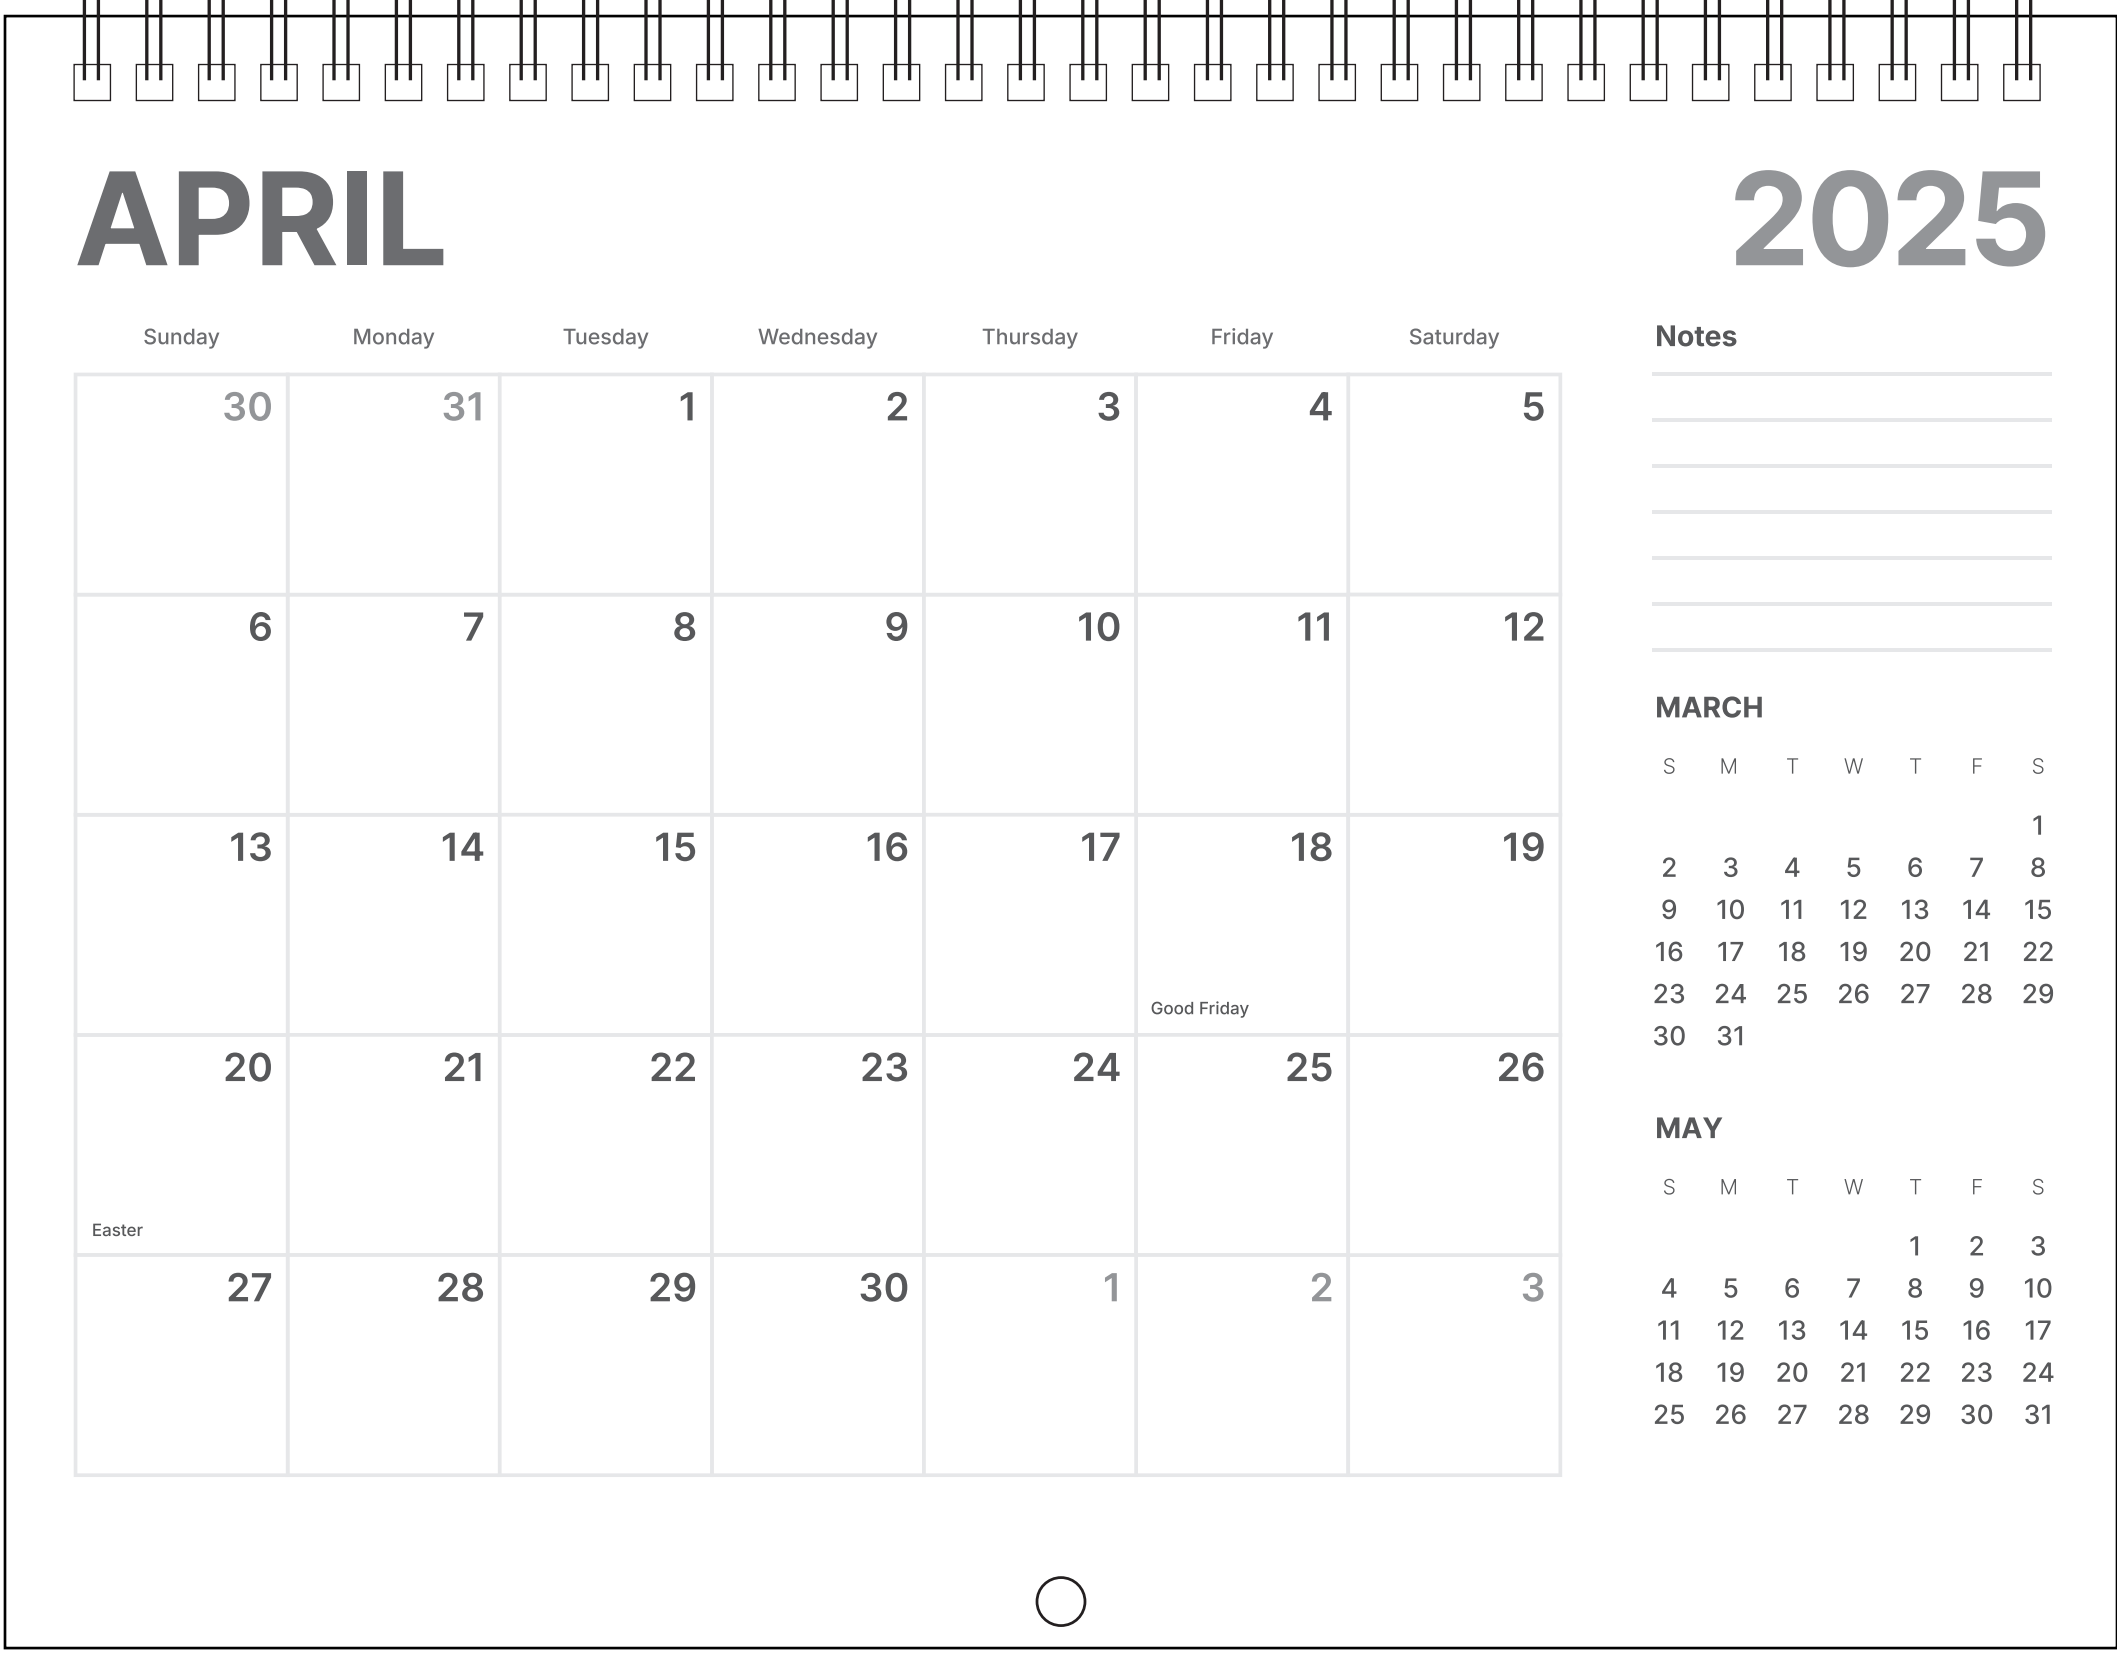 APRIL 2025
Sunday Monday Tuesday Wednesday Thursday Friday Saturday
30 31 1 2 3 4 5
6 7 8 9 10 11 12
13 14 15 16 17 18 19
Good Friday
20 21 22 23 24 25 26
Easter
27 28 29 30 1 2 3
Notes
MARCH
S M T W T F S
1
2 3 4 5 6 7 8
9 10 11 12 13 14 15
16 17 18 19 20 21 22
23 24 25 26 27 28 29
30 31
MAY
S M T W T F S
1 2 3
4 5 6 7 8 9 10
11 12 13 14 15 16 17
18 19 20 21 22 23 24
25 26 27 28 29 30 31